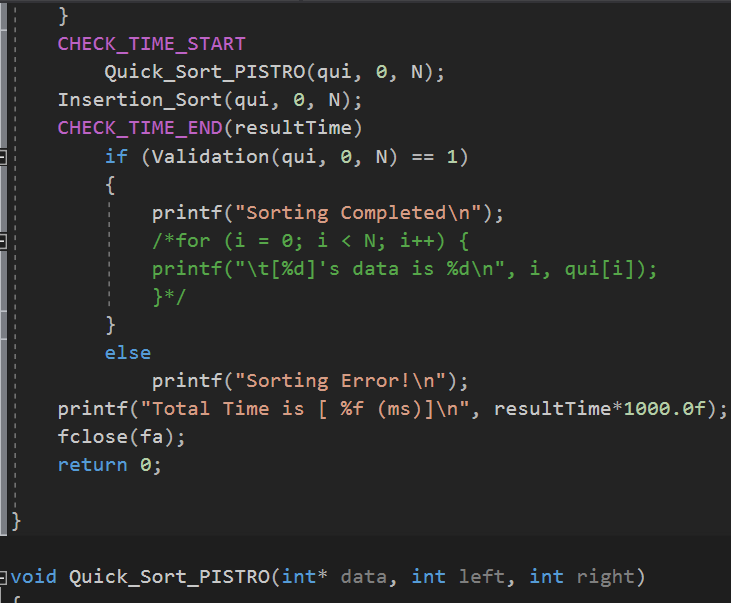 }
CHECK_TIME_START
Quick_Sort_PISTRO(qui, 0, N);
Insertion_Sort(qui, 0, N);
CHECK_TIME_END(resultTime)
if (Validation(qui, 0, N) == 1)
{
printf("Sorting Completed\n");
/*for (i = 0; i < N; i++) {
printf("\t[%d]'s data is %d\n", i, qui[i]);
}*/
}
else
printf("Sorting Error!\n");
printf("Total Time is [ %f (ms)]\n", resultTime*1000.0f);
fclose(fa);
return 0;
}
void Quick_Sort_PISTRO(int* data, int left, int right)
{